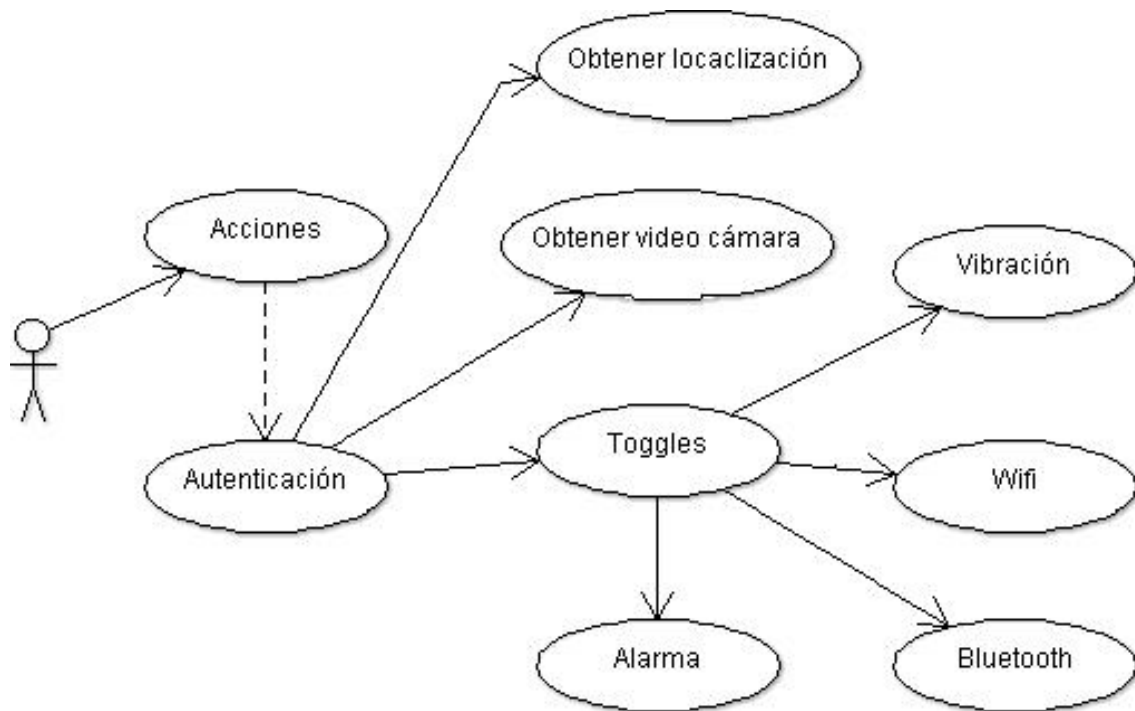 Obtener locaclización
Acciones
Obtener video cámara
Vibración
Autenticación
Toggles
Wifi
Alarma
Bluetooth